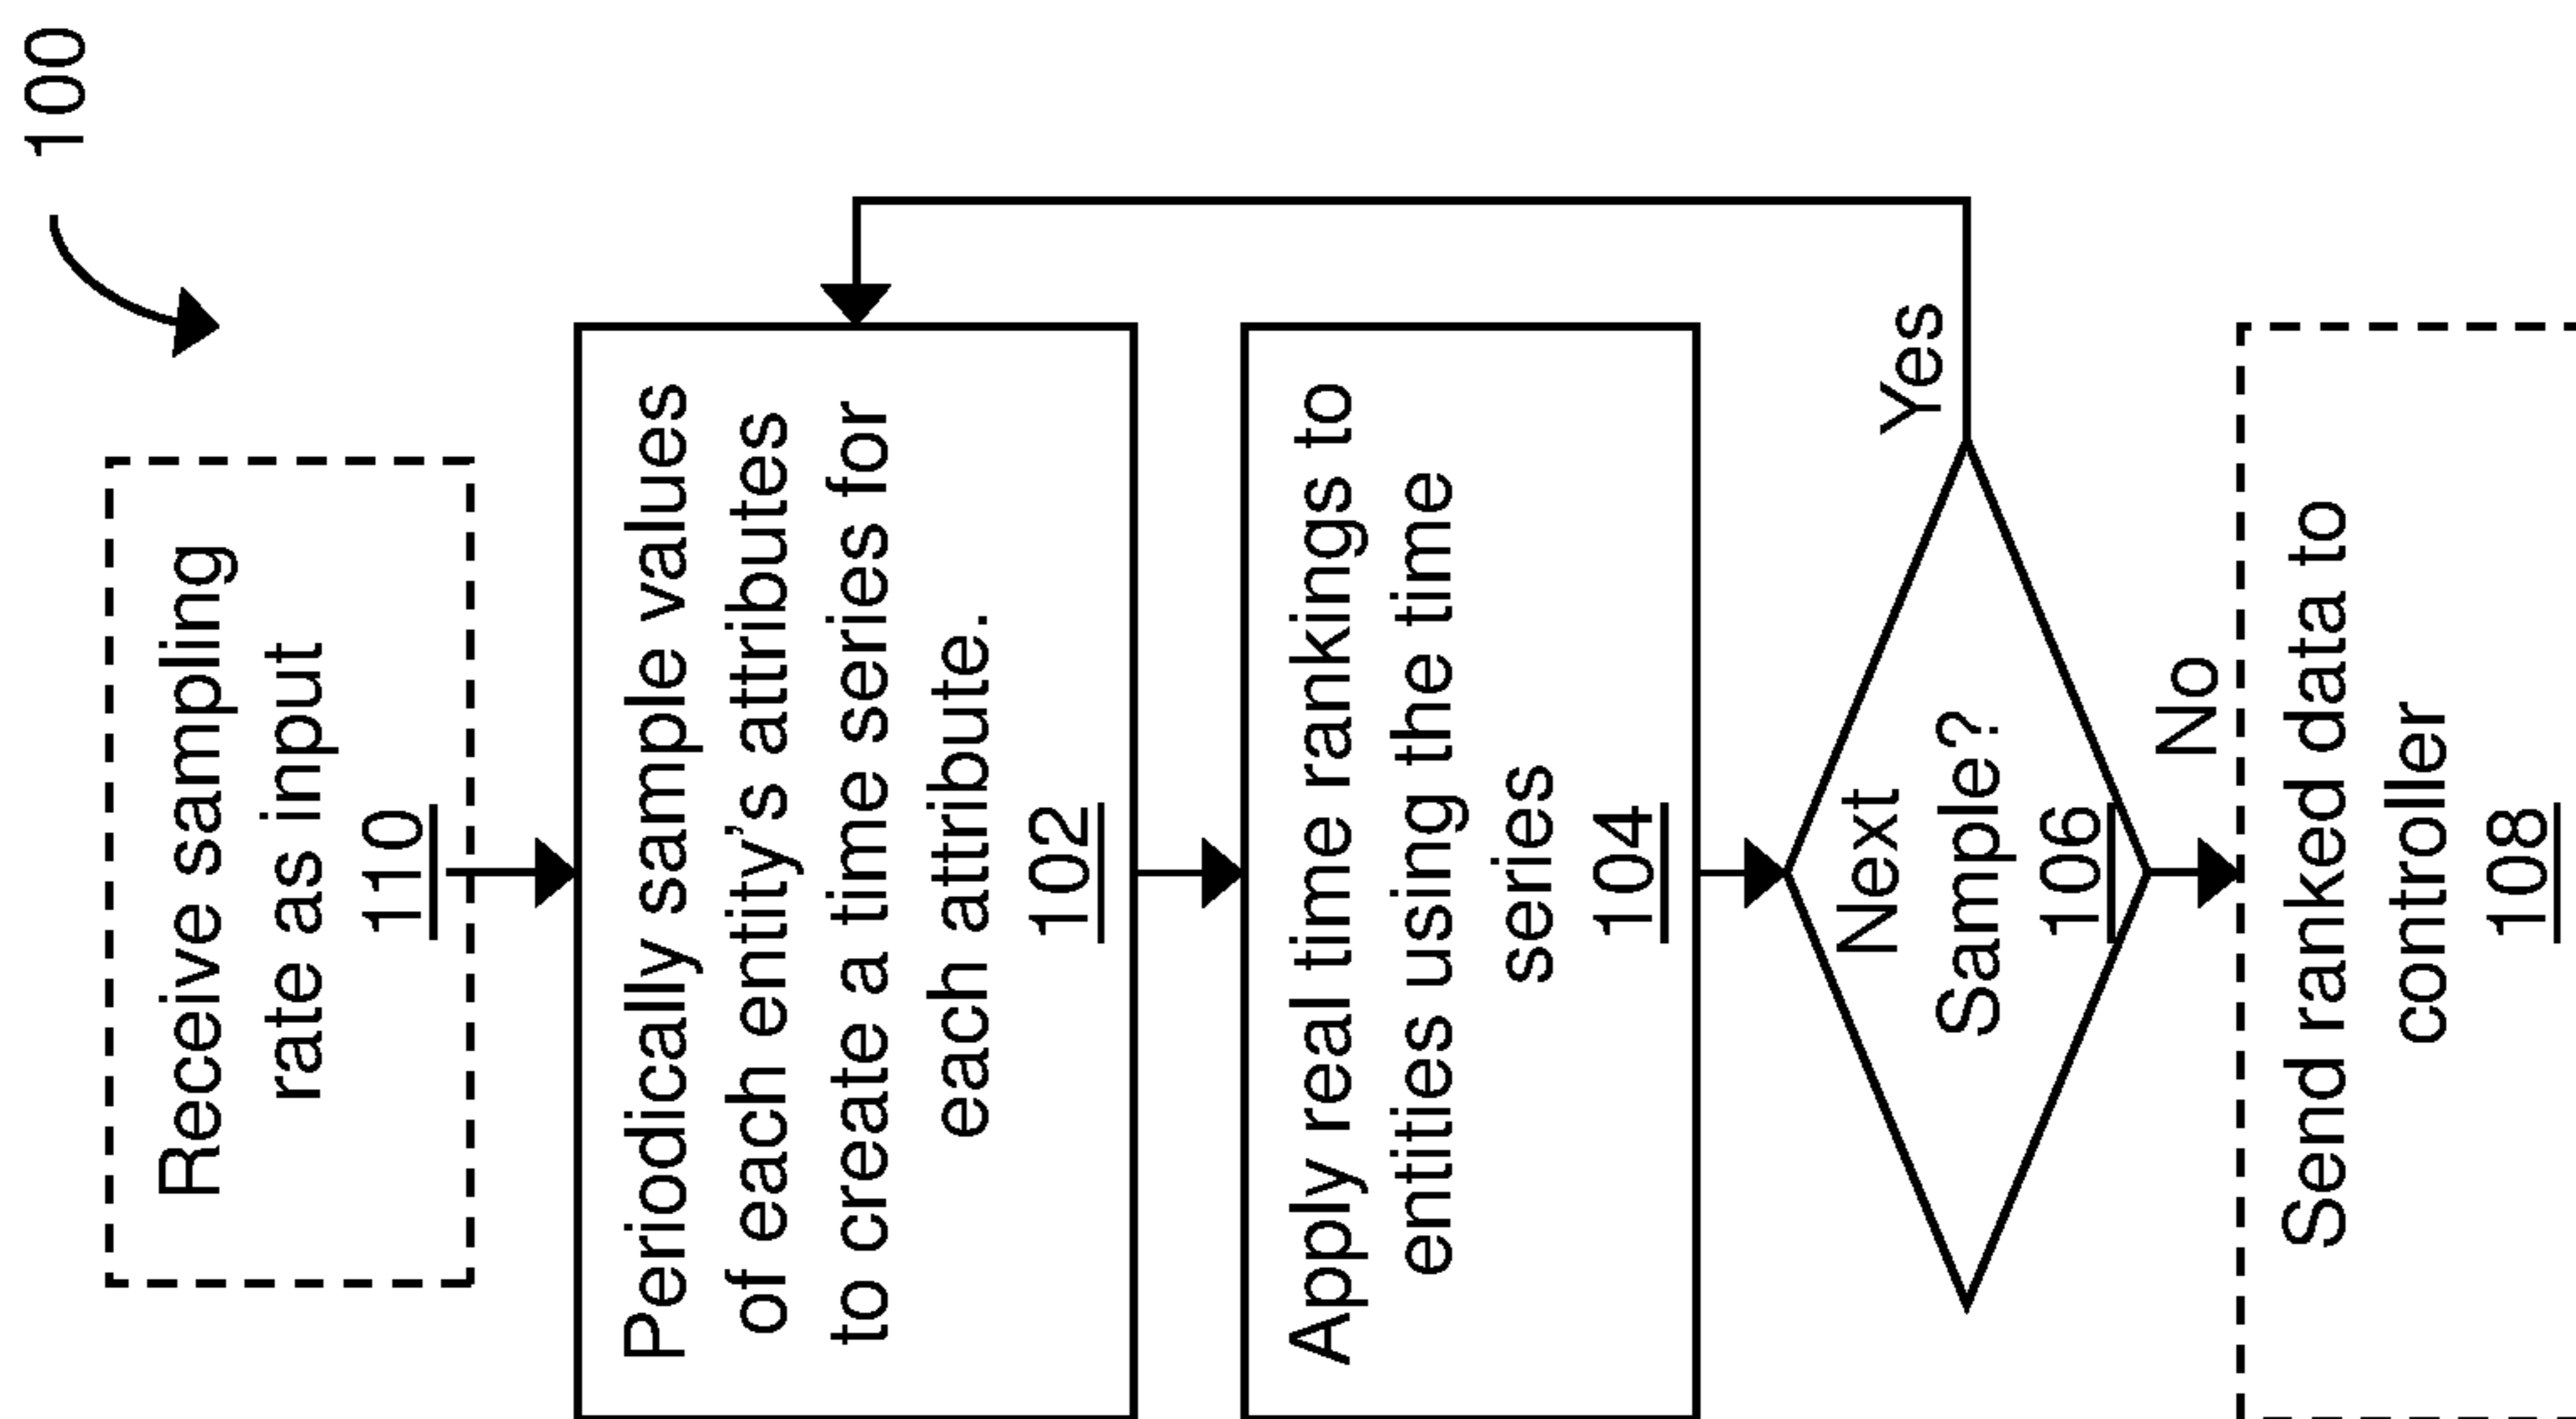 100
Receive sampling
rate as input
110
Periodically sample values
of each entity's attributes
to create a time series for
each attribute.
102
Apply real time rankings to
entities using the time
series
104
Next
Sample?
106
Yes
No
Send ranked data to
controller
108